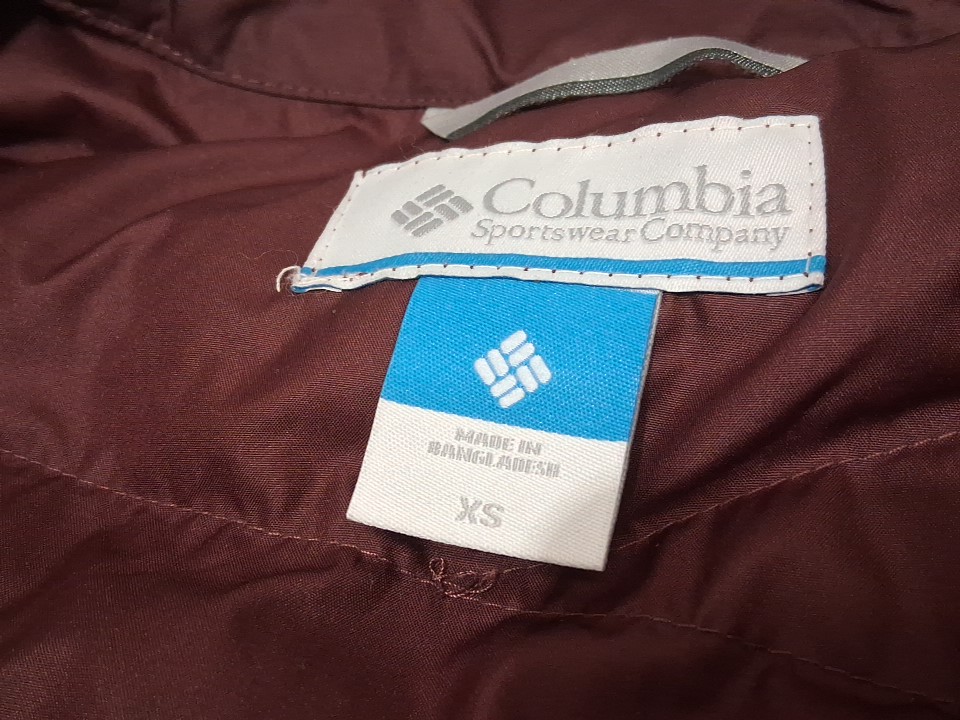 Columbia
Sportswear Company
MADE IN
BANGLADESH
XS